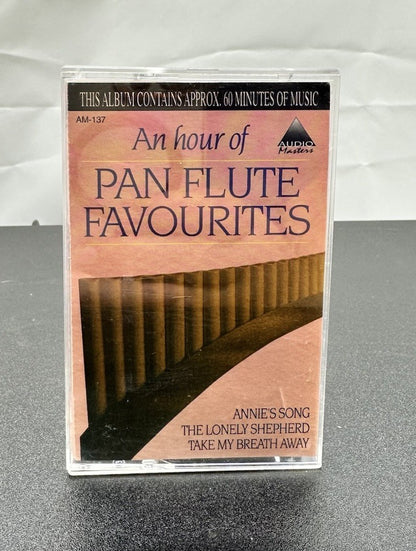 THIS ALBUM CONTAINS APPROX. 60 MINUTES OF MUSIC
AM-137
An hour of
AUDIO
Masters
PAN FLUTE
FAVOURITES
ANNIE'S SONG
THE LONELY SHEPHERD
TAKE MY BREATH AWAY